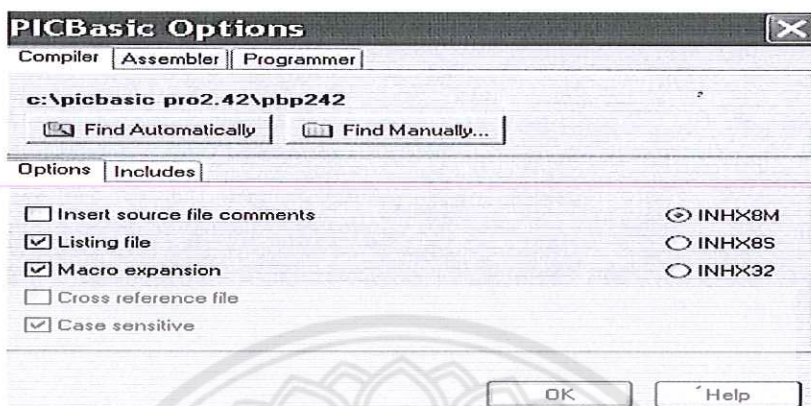 PICBasic Options
Compiler Assembler Programmer
c:\picbasic pro2.42\pbp242
Find Automatically Find Manually...
Options Includes
Insert source file comments INHX8M
Listing file INHX8S
Macro expansion INHX32
Cross reference file
Case sensitive
OK Help